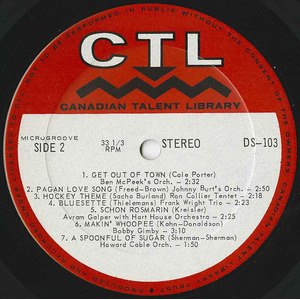 CTL
CANADIAN TALENT LIBRARY
MICROGROOVE
SIDE 2
33 1/3
RPM
STEREO
DS-103
1. GET OUT OF TOWN (Cole Porter)
Ben McPeek's Orch. — 2:32
2. PAGAN LOVE SONG (Freed-Brown) Johnny Burt's Orch. — 2:50
3. HOCKEY THEME (Sachs Burland) Ron Collier Tentet — 2:18
4. BLUESETTE (Thielemans) Frank Wright Trio — 2:41
5. SCHON ROSMARIN (Kreisler)
Avram Galper with Hart House Orchestra — 2:00
6. MAKIN' WHOOPEE (Kahn-Donaldson)
Bobby Gimby — 3:10
7. A SPOONFUL OF SUGAR (Sherman-Sherman)
Howard Cable Orch. — 1:57